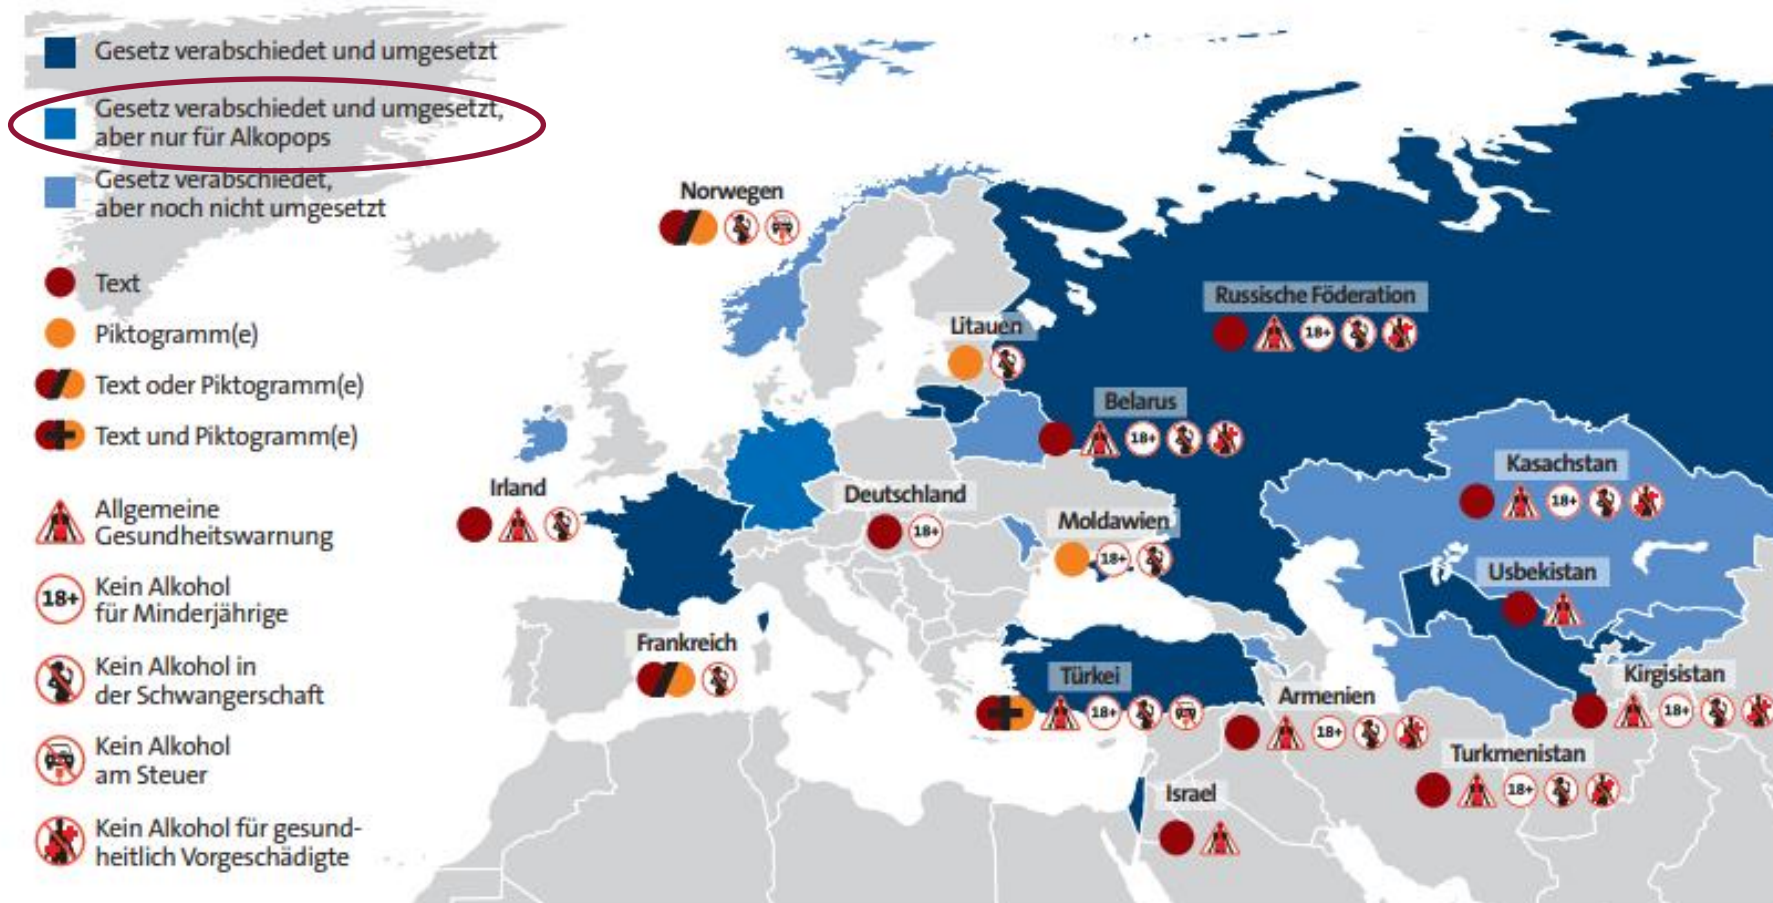 Gesetz verabschiedet und umgesetzt
Gesetz verabschiedet und umgesetzt,
aber nur für Alkopops
Gesetz verabschiedet,
aber noch nicht umgesetzt
Text
Piktogramm(e)
Text oder Piktogramm(e)
Text und Piktogramm(e)
Allgemeine
Gesundheitswarnung
18+
Kein Alkohol
für Minderjährige
Kein Alkohol in
der Schwangerschaft
Kein Alkohol
am Steuer
Kein Alkohol für gesund-
heitlich Vorgeschädigte
Norwegen
Russische Föderation
18+
Litauen
Belarus
18+
Kasachstan
18+
Irland
Deutschland
18+
Moldawien
18+
Usbekistan
Frankreich
Türkei
18+
Armenien
18+
Kirgisistan
18+
Turkmenistan
18+
Israel